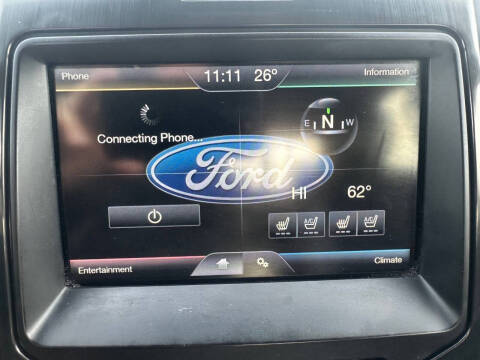 Phone 11:11 26° Information
E N W
Connecting Phone...
Ford
HI 62°
A/C A/C
Entertainment Climate